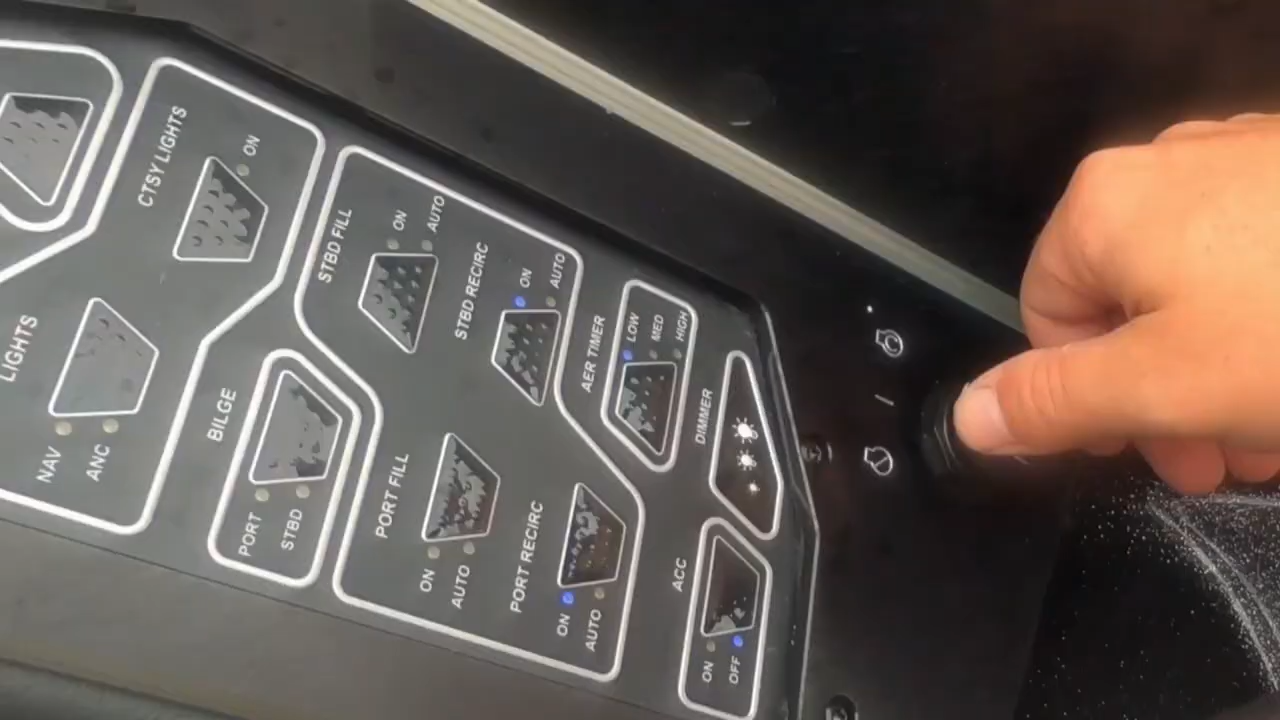 CTSY LIGHTS
ON
LIGHTS
NAV
ANC
BILGE
PORT
STBD
STBD FILL
ON
AUTO
STBD RECIRC
ON
AUTO
PORT FILL
ON
AUTO
PORT RECIRC
ON
AUTO
AER TIMER
LOW
MED
HIGH
DIMMER
ACC
ON
OFF